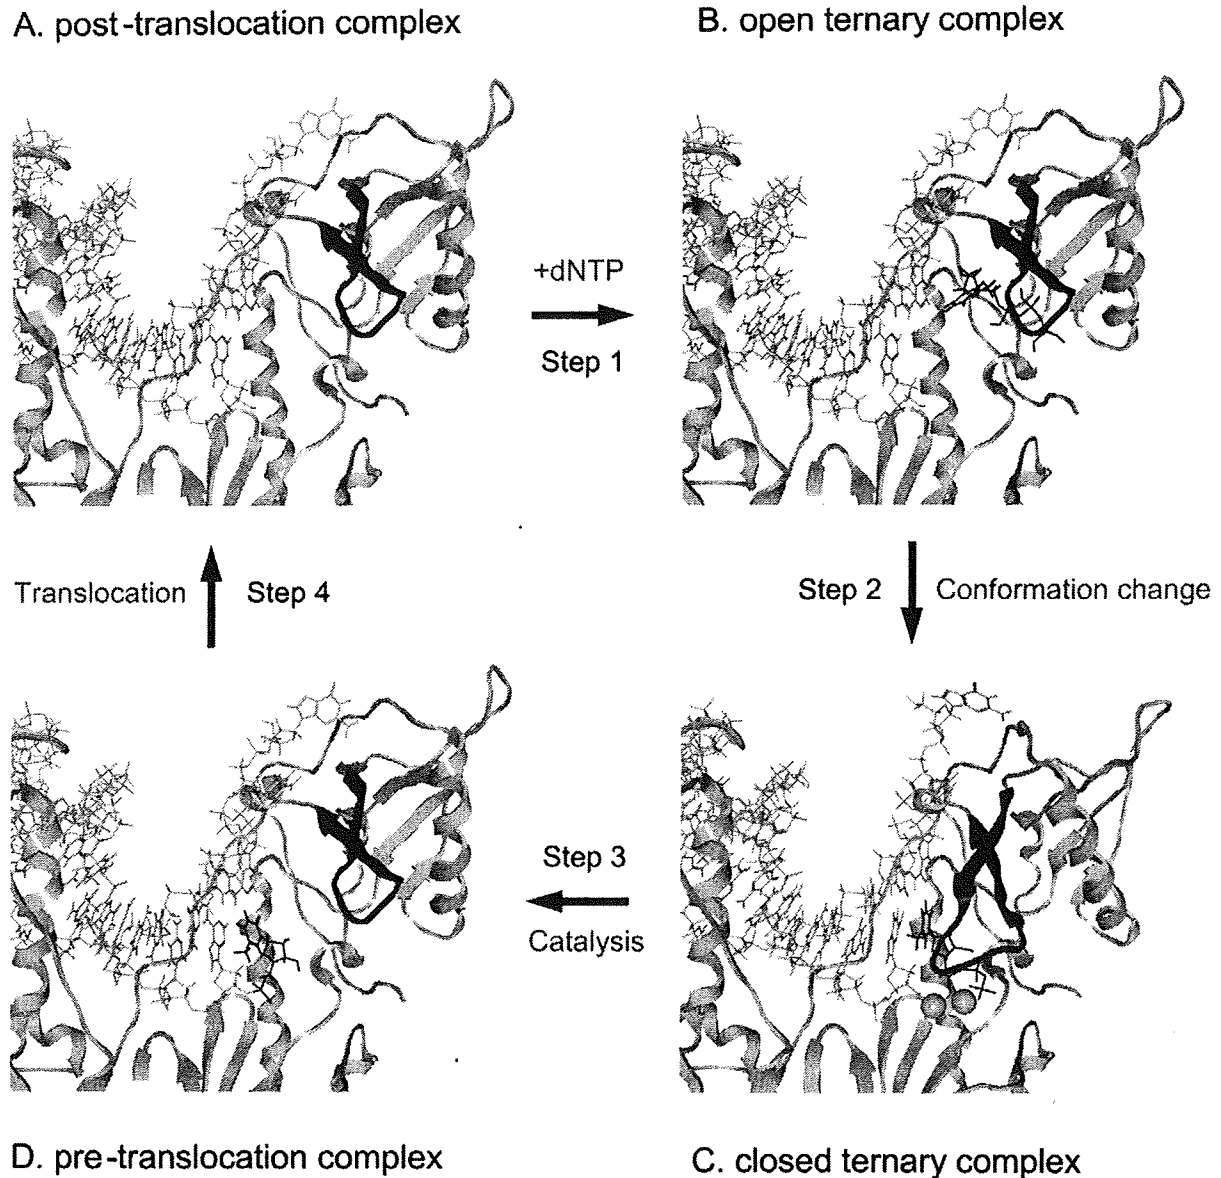 A. post-translocation complex
B. open ternary complex
+dNTP
Step 1
Translocation
Step 4
Step 2
Conformation change
Step 3
Catalysis
D. pre-translocation complex
C. closed ternary complex